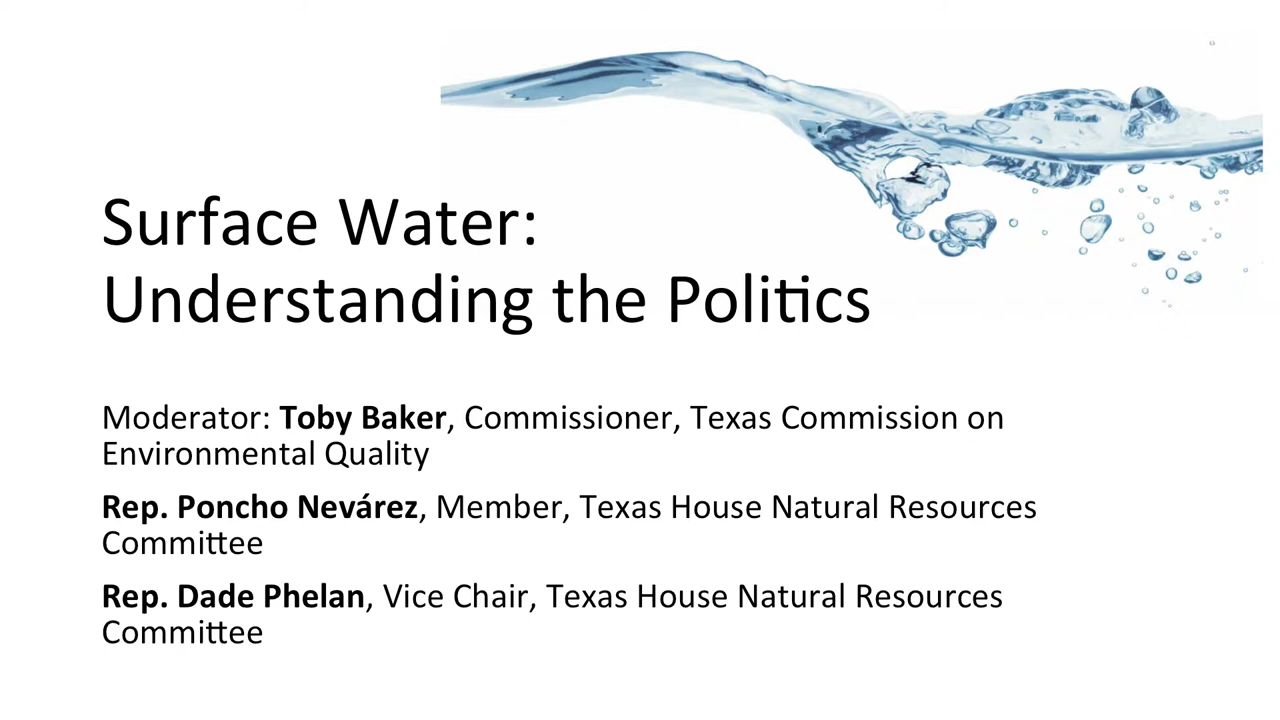 Surface Water:
Understanding the Politics
Moderator: Toby Baker, Commissioner, Texas Commission on
Environmental Quality
Rep. Poncho Nevárez, Member, Texas House Natural Resources
Committee
Rep. Dade Phelan, Vice Chair, Texas House Natural Resources
Committee